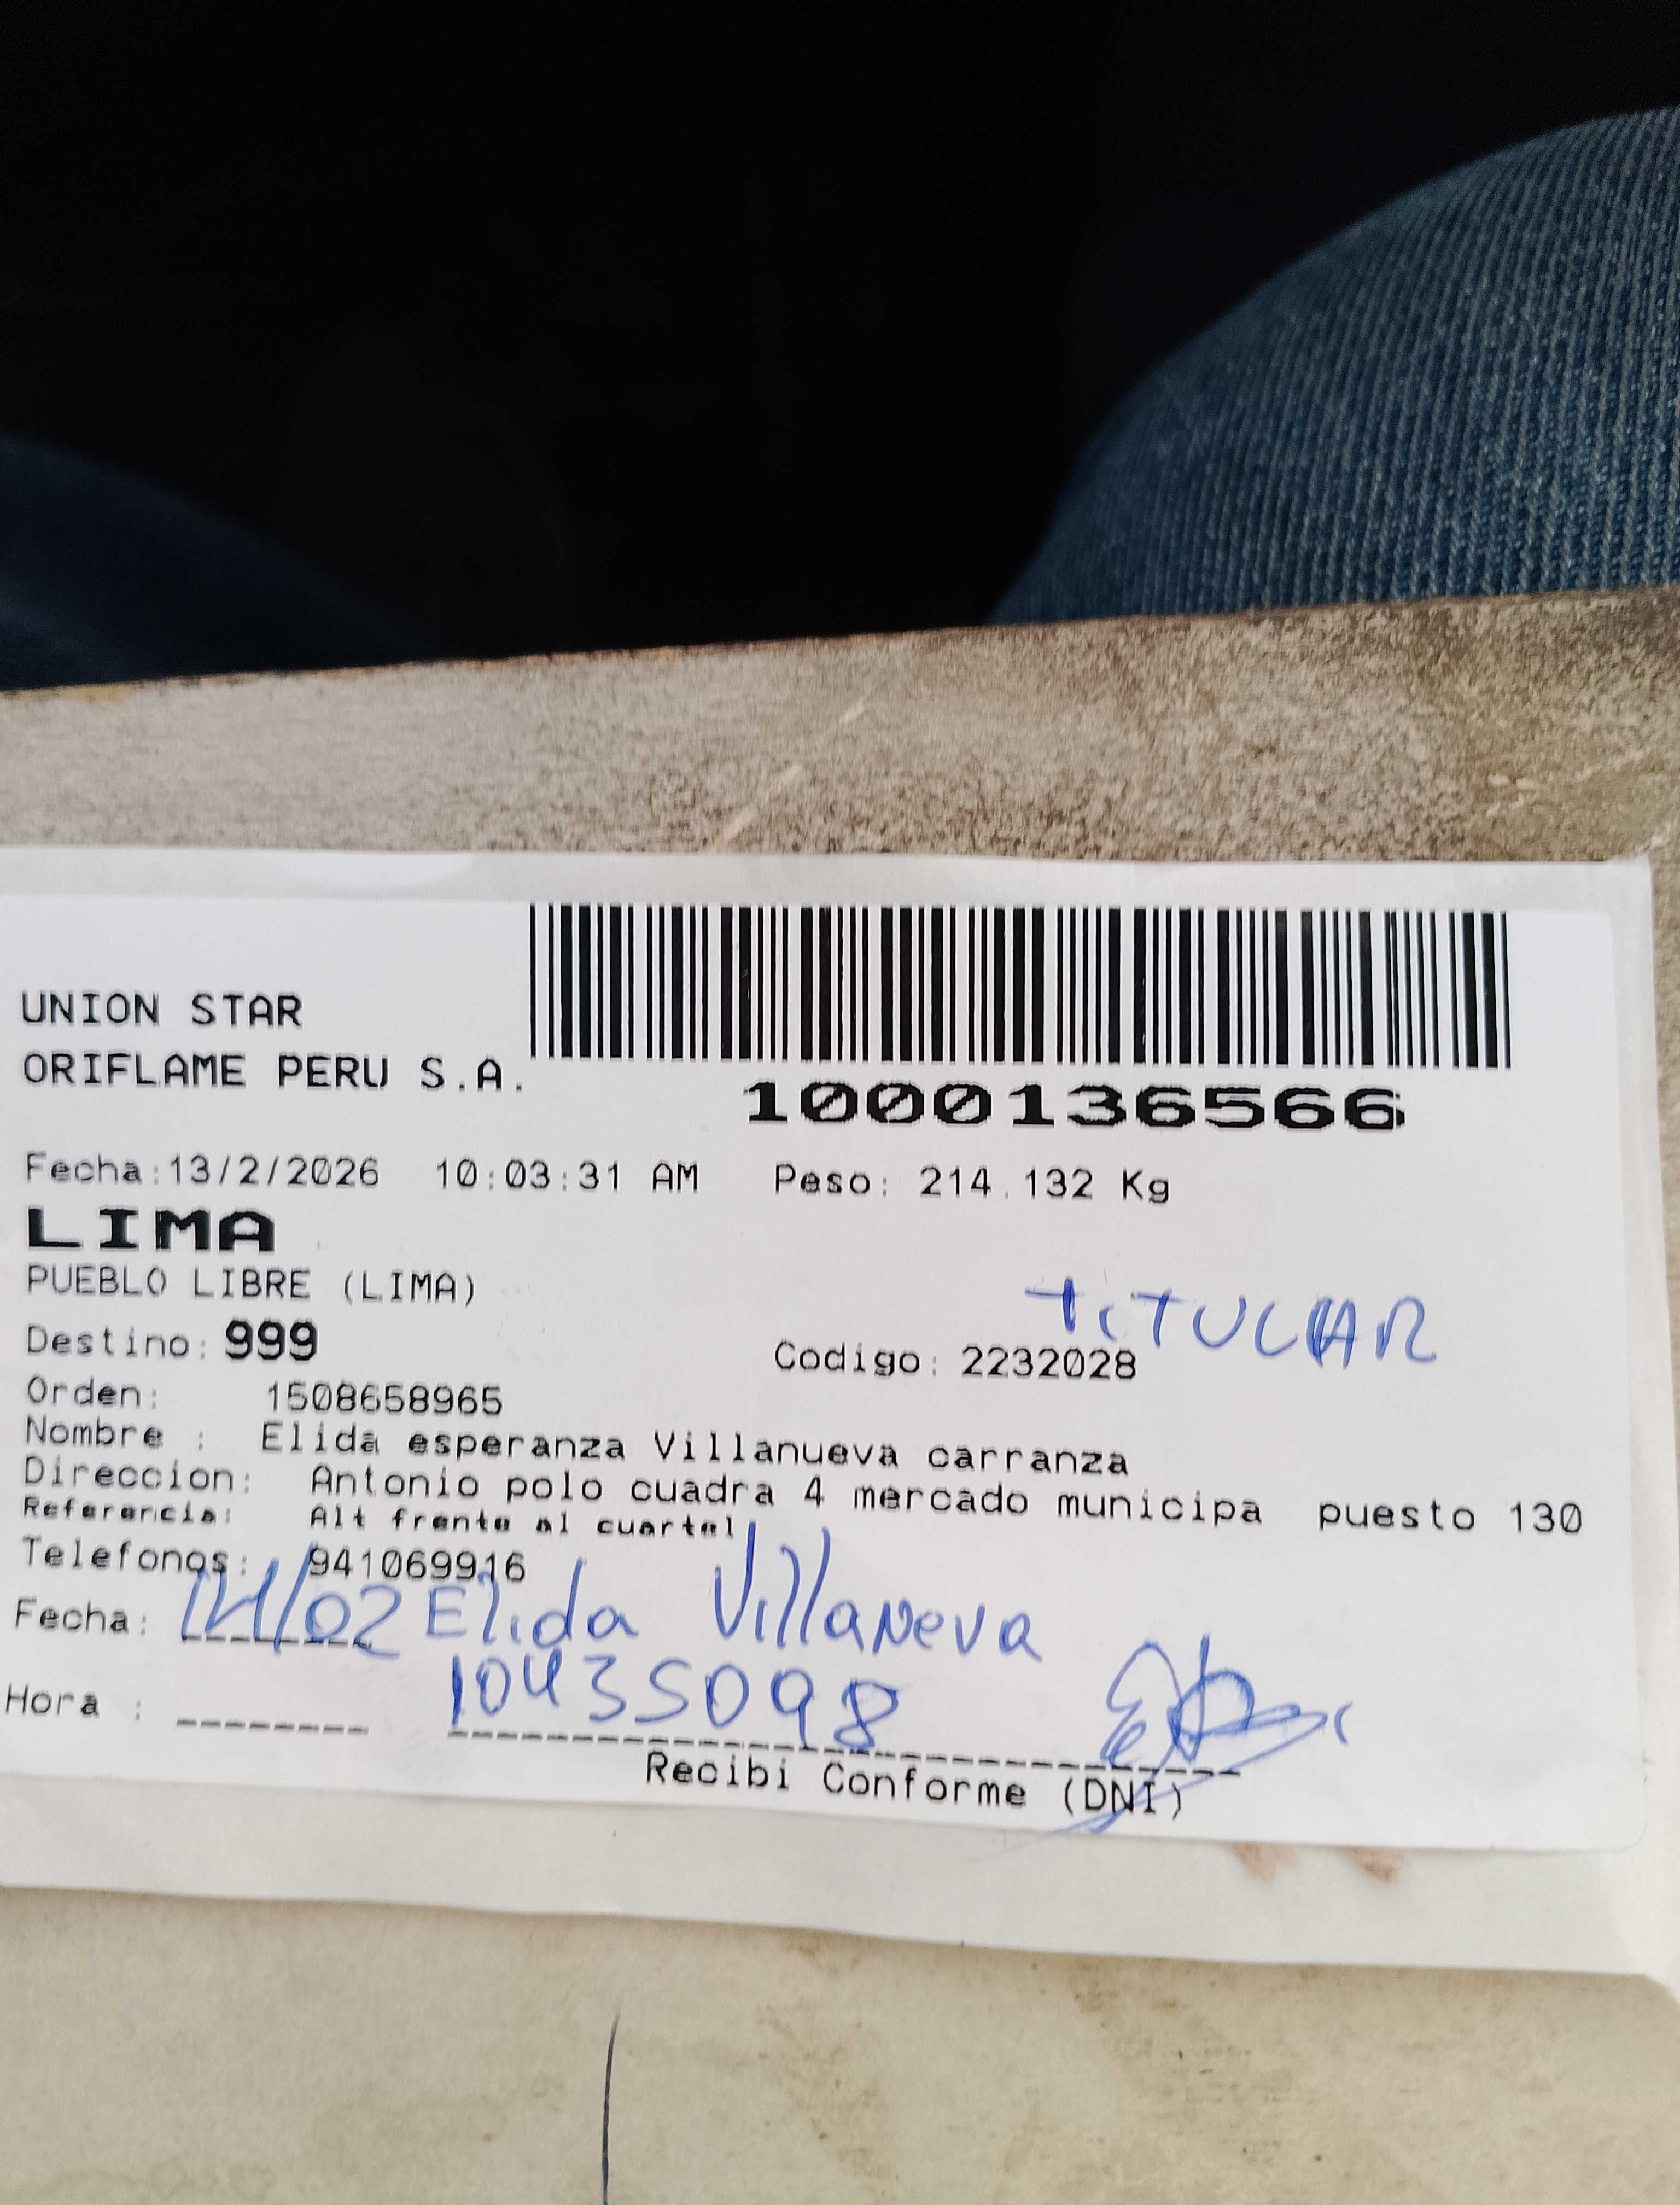 UNION STAR
ORIFLAME PERU S.A.
1000136566
Fecha:13/2/2026 10:03:31 AM Peso: 214.132 Kg
LIMA
PUEBLO LIBRE (LIMA)
TITULAR
Destino: 999 Codigo: 2232028
Orden: 1508658965
Nombre : Elida esperanza Villanueva carranza
Direccion: Antonio polo cuadra 4 mercado municipa puesto 130
Referencia: Alt frente al cuartel
Telefonos: 941069916
Fecha: 14/02 Elida Villaneva
Hora : 10435098
Recibi Conforme (DNI)